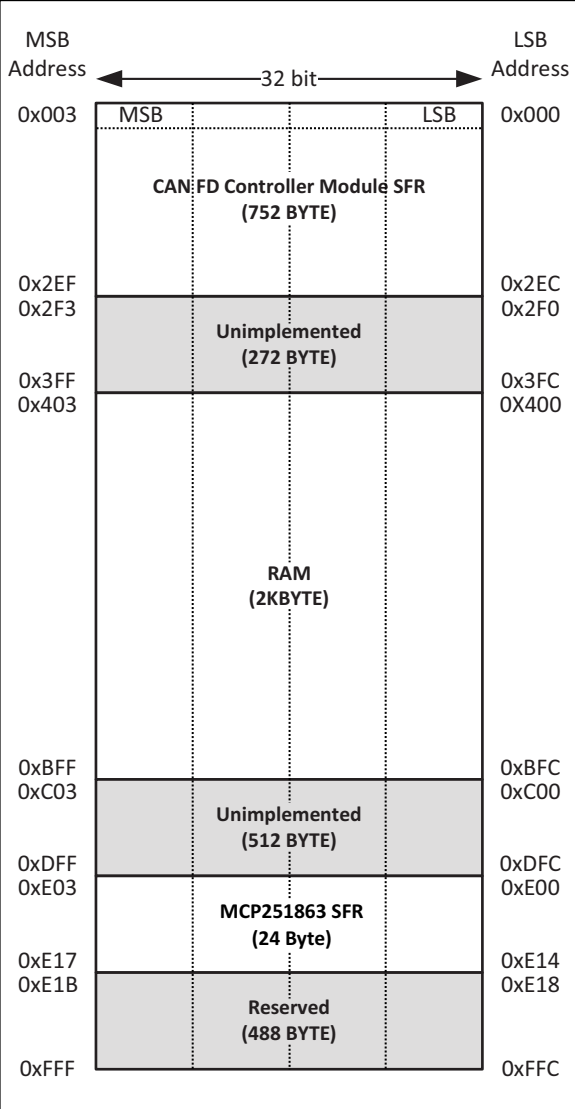 MSB LSB
Address Address
32 bit
0x003 MSB LSB 0x000
CAN FD Controller Module SFR
(752 BYTE)
0x2EF 0x2EC
0x2F3 0x2F0
Unimplemented
(272 BYTE)
0x3FF 0x3FC
0x403 0X400
RAM
(2KBYTE)
0xBFF 0xBFC
0xC03 0xC00
Unimplemented
(512 BYTE)
0xDFF 0xDFC
0xE03 0xE00
MCP251863 SFR
(24 Byte)
0xE17 0xE14
0xE1B 0xE18
Reserved
(488 BYTE)
0xFFF 0xFFC